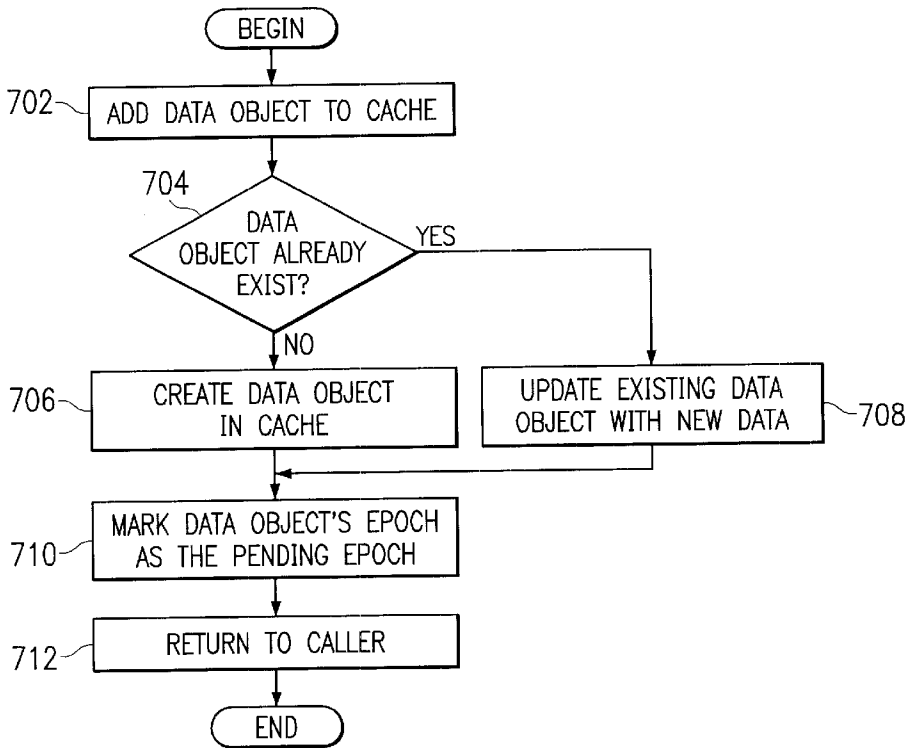 BEGIN
702
ADD DATA OBJECT TO CACHE
704
DATA
OBJECT ALREADY
EXIST?
YES
NO
706
CREATE DATA OBJECT
IN CACHE
UPDATE EXISTING DATA
OBJECT WITH NEW DATA
708
710
MARK DATA OBJECT'S EPOCH
AS THE PENDING EPOCH
712
RETURN TO CALLER
END